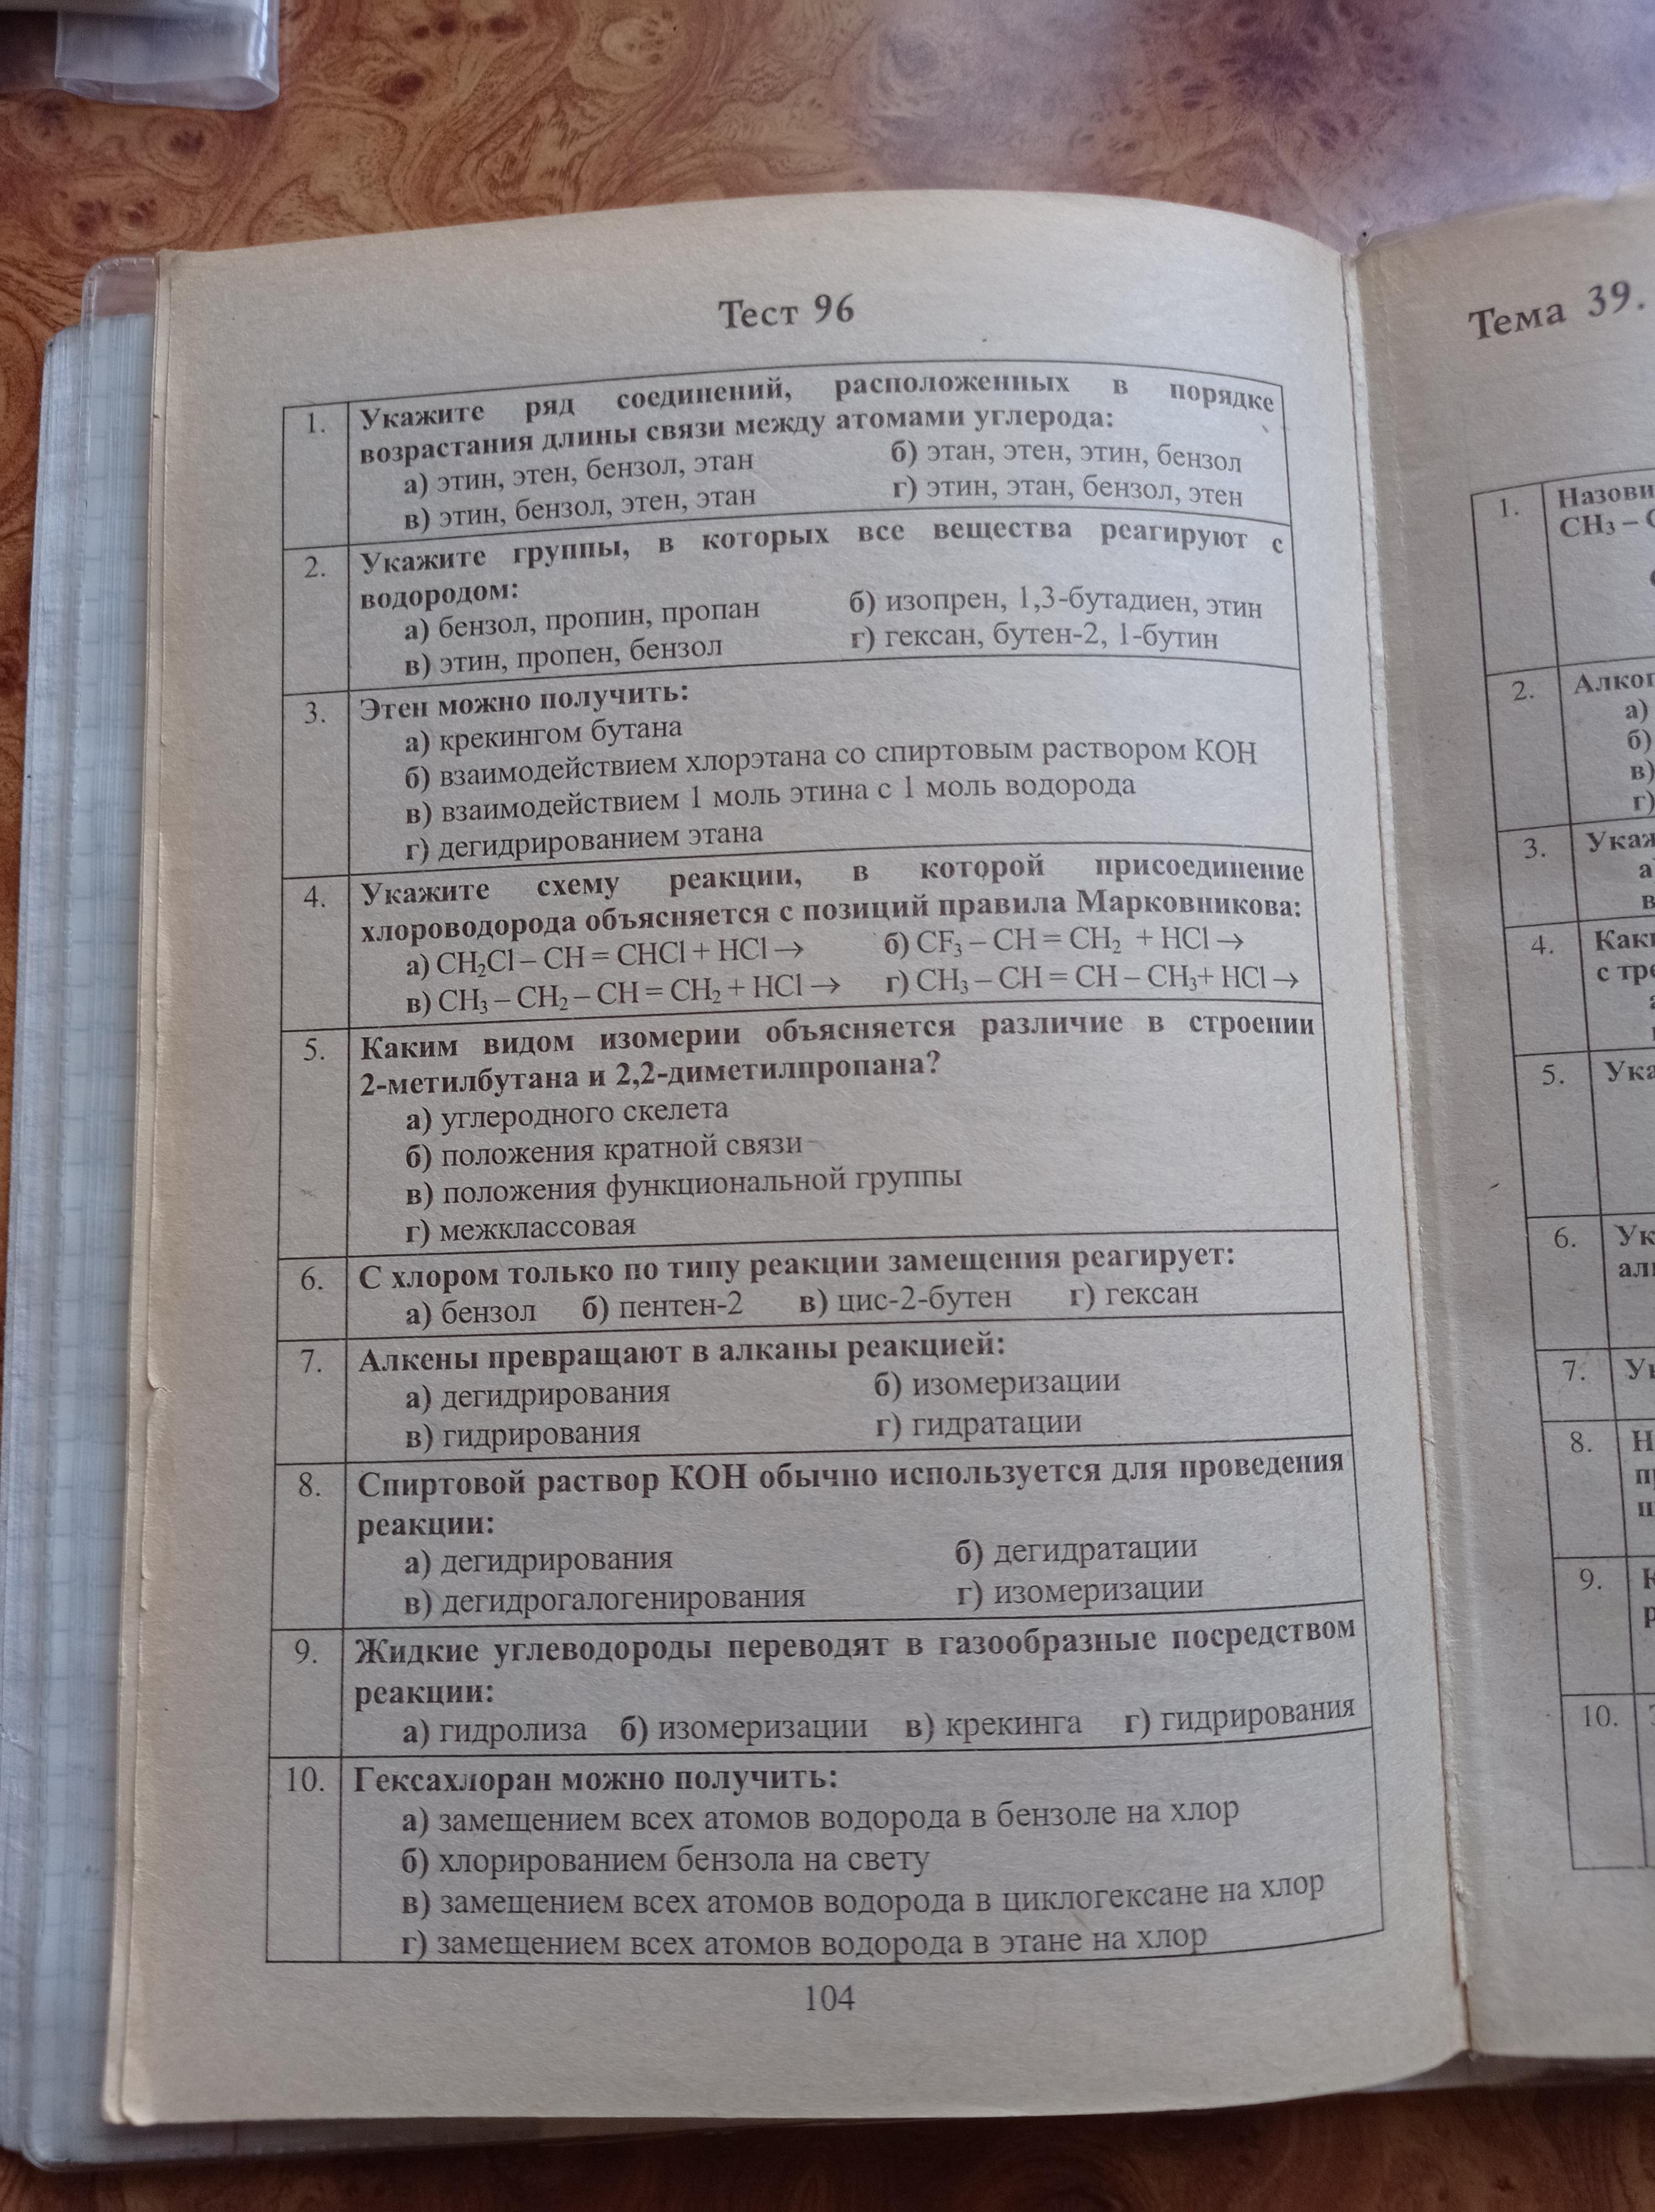 Тест 96
1. Укажите ряд соединений, расположенных в порядке
возрастания длины связи между атомами углерода:
а) этин, этен, бензол, этан б) этан, этен, этин, бензол
в) этин, бензол, этен, этан г) этин, этан, бензол, этен
2. Укажите группы, в которых все вещества реагируют с
водородом:
а) бензол, пропин, пропан б) изопрен, 1,3-бутадиен, этин
в) этин, пропен, бензол г) гексан, бутен-2, 1-бутин
3. Этен можно получить:
а) крекингом бутана
б) взаимодействием хлорэтана со спиртовым раствором КОН
в) взаимодействием 1 моль этина с 1 моль водорода
г) дегидрированием этана
4. Укажите схему реакции, в которой присоединение
хлороводорода объясняется с позиций правила Марковникова:
а) CH₂Cl – CH = CHCl + HCl → б) CF₃ – CH = CH₂ + HCl →
в) CH₃ – CH₂ – CH = CH₂ + HCl → г) CH₃ – CH = CH – CH₃+ HCl →
5. Каким видом изомерии объясняется различие в строении
2-метилбутана и 2,2-диметилпропана?
а) углеродного скелета
б) положения кратной связи
в) положения функциональной группы
г) межклассовая
6. С хлором только по типу реакции замещения реагирует:
а) бензол б) пентен-2 в) цис-2-бутен г) гексан
7. Алкены превращают в алканы реакцией:
а) дегидрирования б) изомеризации
в) гидрирования г) гидратации
8. Спиртовой раствор КОН обычно используется для проведения
реакции:
а) дегидрирования б) дегидратации
в) дегидрогалогенирования г) изомеризации
9. Жидкие углеводороды переводят в газообразные посредством
реакции:
а) гидролиза б) изомеризации в) крекинга г) гидрирования
10. Гексахлоран можно получить:
а) замещением всех атомов водорода в бензоле на хлор
б) хлорированием бензола на свету
в) замещением всех атомов водорода в циклогексане на хлор
г) замещением всех атомов водорода в этане на хлор
104
Тема 39.
1.
CH₃ –
2.
а)
б)
в)
г)
3.
4.
с
5.
6.
7.
8.
9.
10.